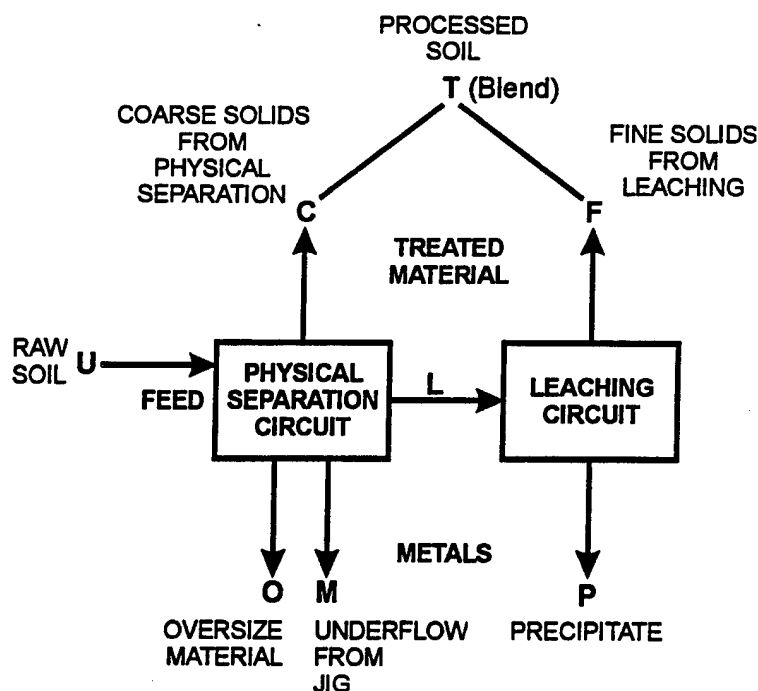 PROCESSED
SOIL
T (Blend)
COARSE SOLIDS
FROM
PHYSICAL
SEPARATION
C
FINE SOLIDS
FROM
LEACHING
F
TREATED
MATERIAL
RAW
SOIL
U
FEED
PHYSICAL
SEPARATION
CIRCUIT
L
LEACHING
CIRCUIT
METALS
O
OVERSIZE
MATERIAL
M
UNDERFLOW
FROM
JIG
P
PRECIPITATE